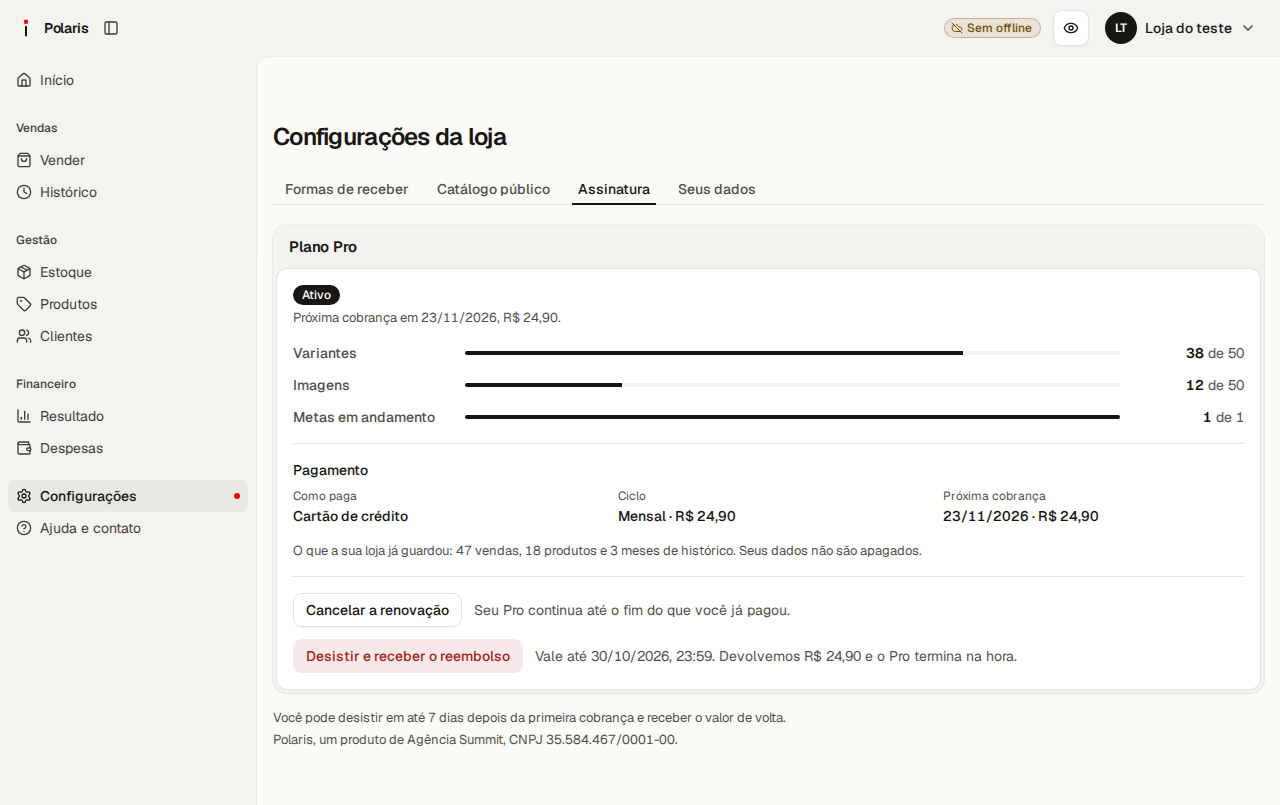 Polaris
Sem offline
LT
Loja do teste
Início
Vendas
Vender
Histórico
Gestão
Estoque
Produtos
Clientes
Financeiro
Resultado
Despesas
Configurações
Ajuda e contato
Configurações da loja
Formas de receber
Catálogo público
Assinatura
Seus dados
Plano Pro
Ativo
Próxima cobrança em 23/11/2026, R$ 24,90.
Variantes
38 de 50
Imagens
12 de 50
Metas em andamento
1 de 1
Pagamento
Como paga
Cartão de crédito
Ciclo
Mensal · R$ 24,90
Próxima cobrança
23/11/2026 · R$ 24,90
O que a sua loja já guardou: 47 vendas, 18 produtos e 3 meses de histórico. Seus dados não são apagados.
Cancelar a renovação
Seu Pro continua até o fim do que você já pagou.
Desistir e receber o reembolso
Vale até 30/10/2026, 23:59. Devolvemos R$ 24,90 e o Pro termina na hora.
Você pode desistir em até 7 dias depois da primeira cobrança e receber o valor de volta.
Polaris, um produto de Agência Summit, CNPJ 35.584.467/0001-00.